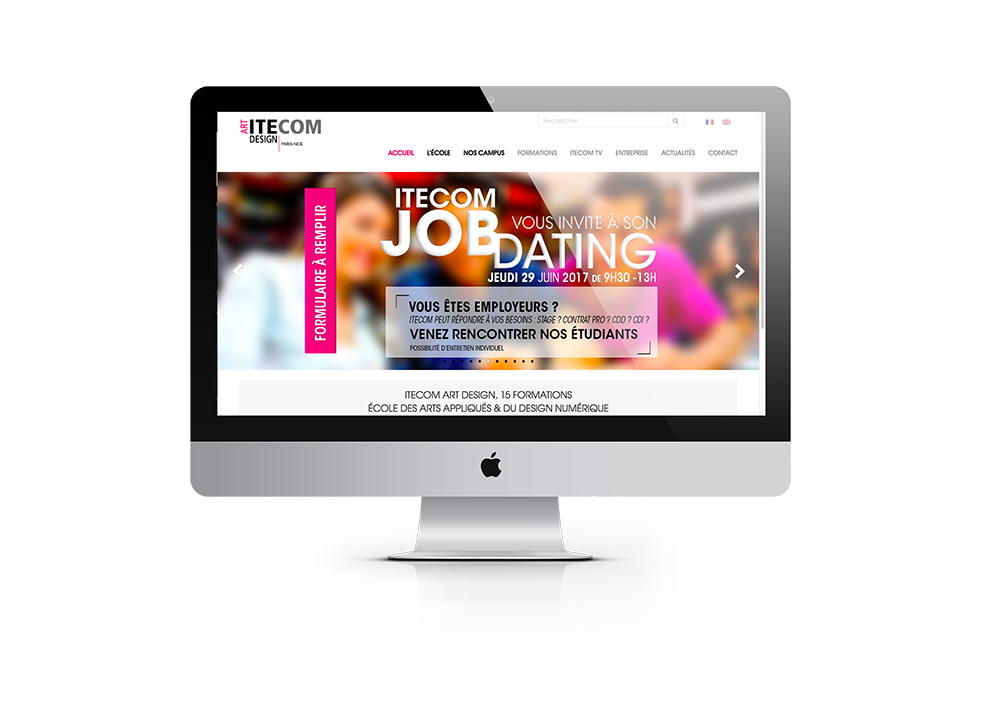 ART
ITECOM
DESIGN
PARIS-NICE
Rechercher
ACCUEIL L'ÉCOLE NOS CAMPUS FORMATIONS ITECOM TV ENTREPRISE ACTUALITÉS CONTACT
FORMULAIRE À REMPLIR
ITECOM
JOB
VOUS INVITE À SON
DATING
JEUDI 29 JUIN 2017 DE 9H30 -13H
VOUS ÊTES EMPLOYEURS ?
ITECOM PEUT RÉPONDRE À VOS BESOINS : STAGE ? CONTRAT PRO ? CDD ? CDI ?
VENEZ RENCONTRER NOS ÉTUDIANTS
POSSIBILITÉ D'ENTRETIEN INDIVIDUEL
ITECOM ART DESIGN, 15 FORMATIONS
ÉCOLE DES ARTS APPLIQUÉS & DU DESIGN NUMÉRIQUE